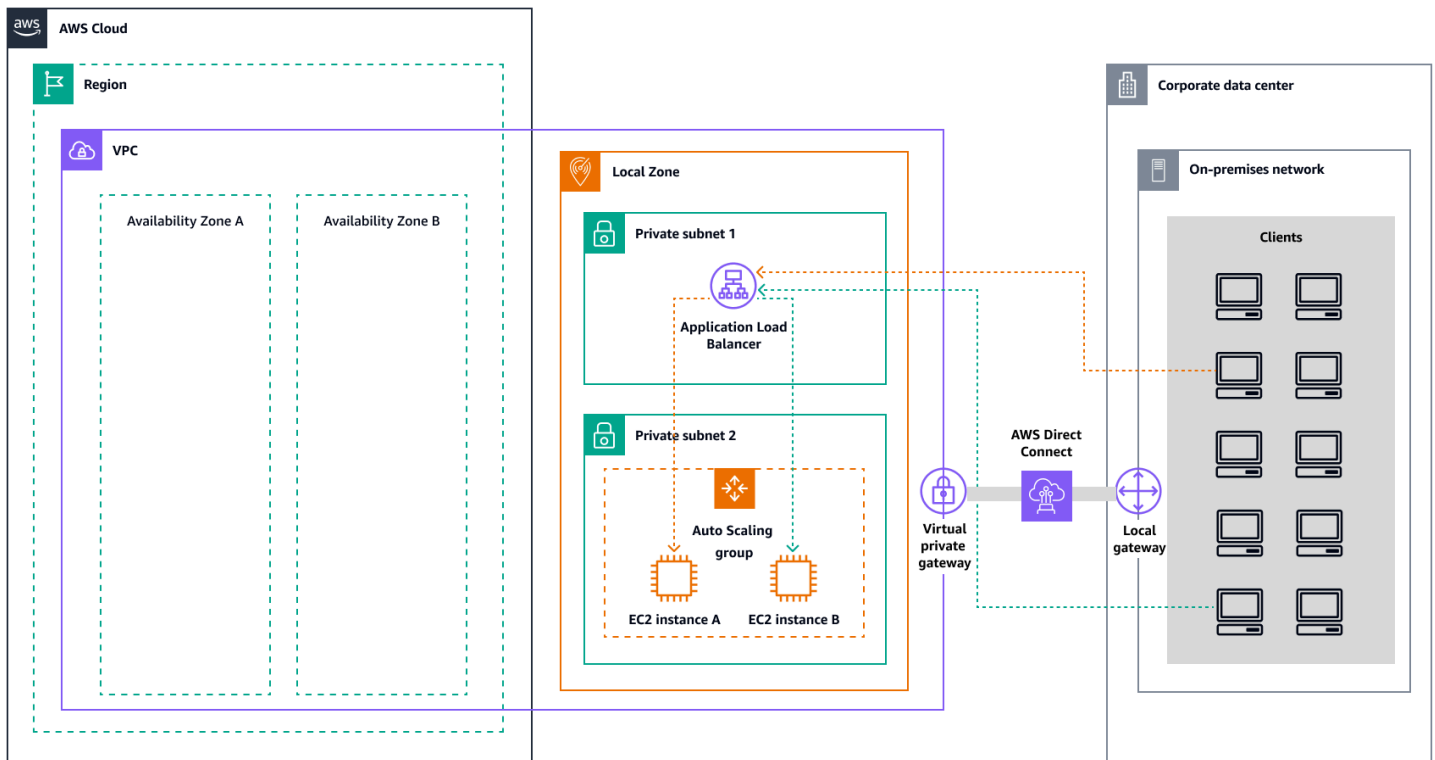 aws
AWS Cloud
Region
VPC
Availability Zone A
Availability Zone B
Local Zone
Private subnet 1
Application Load
Balancer
Private subnet 2
Auto Scaling
group
EC2 instance A
EC2 instance B
Virtual
private
gateway
AWS Direct
Connect
Local
gateway
Corporate data center
On-premises network
Clients